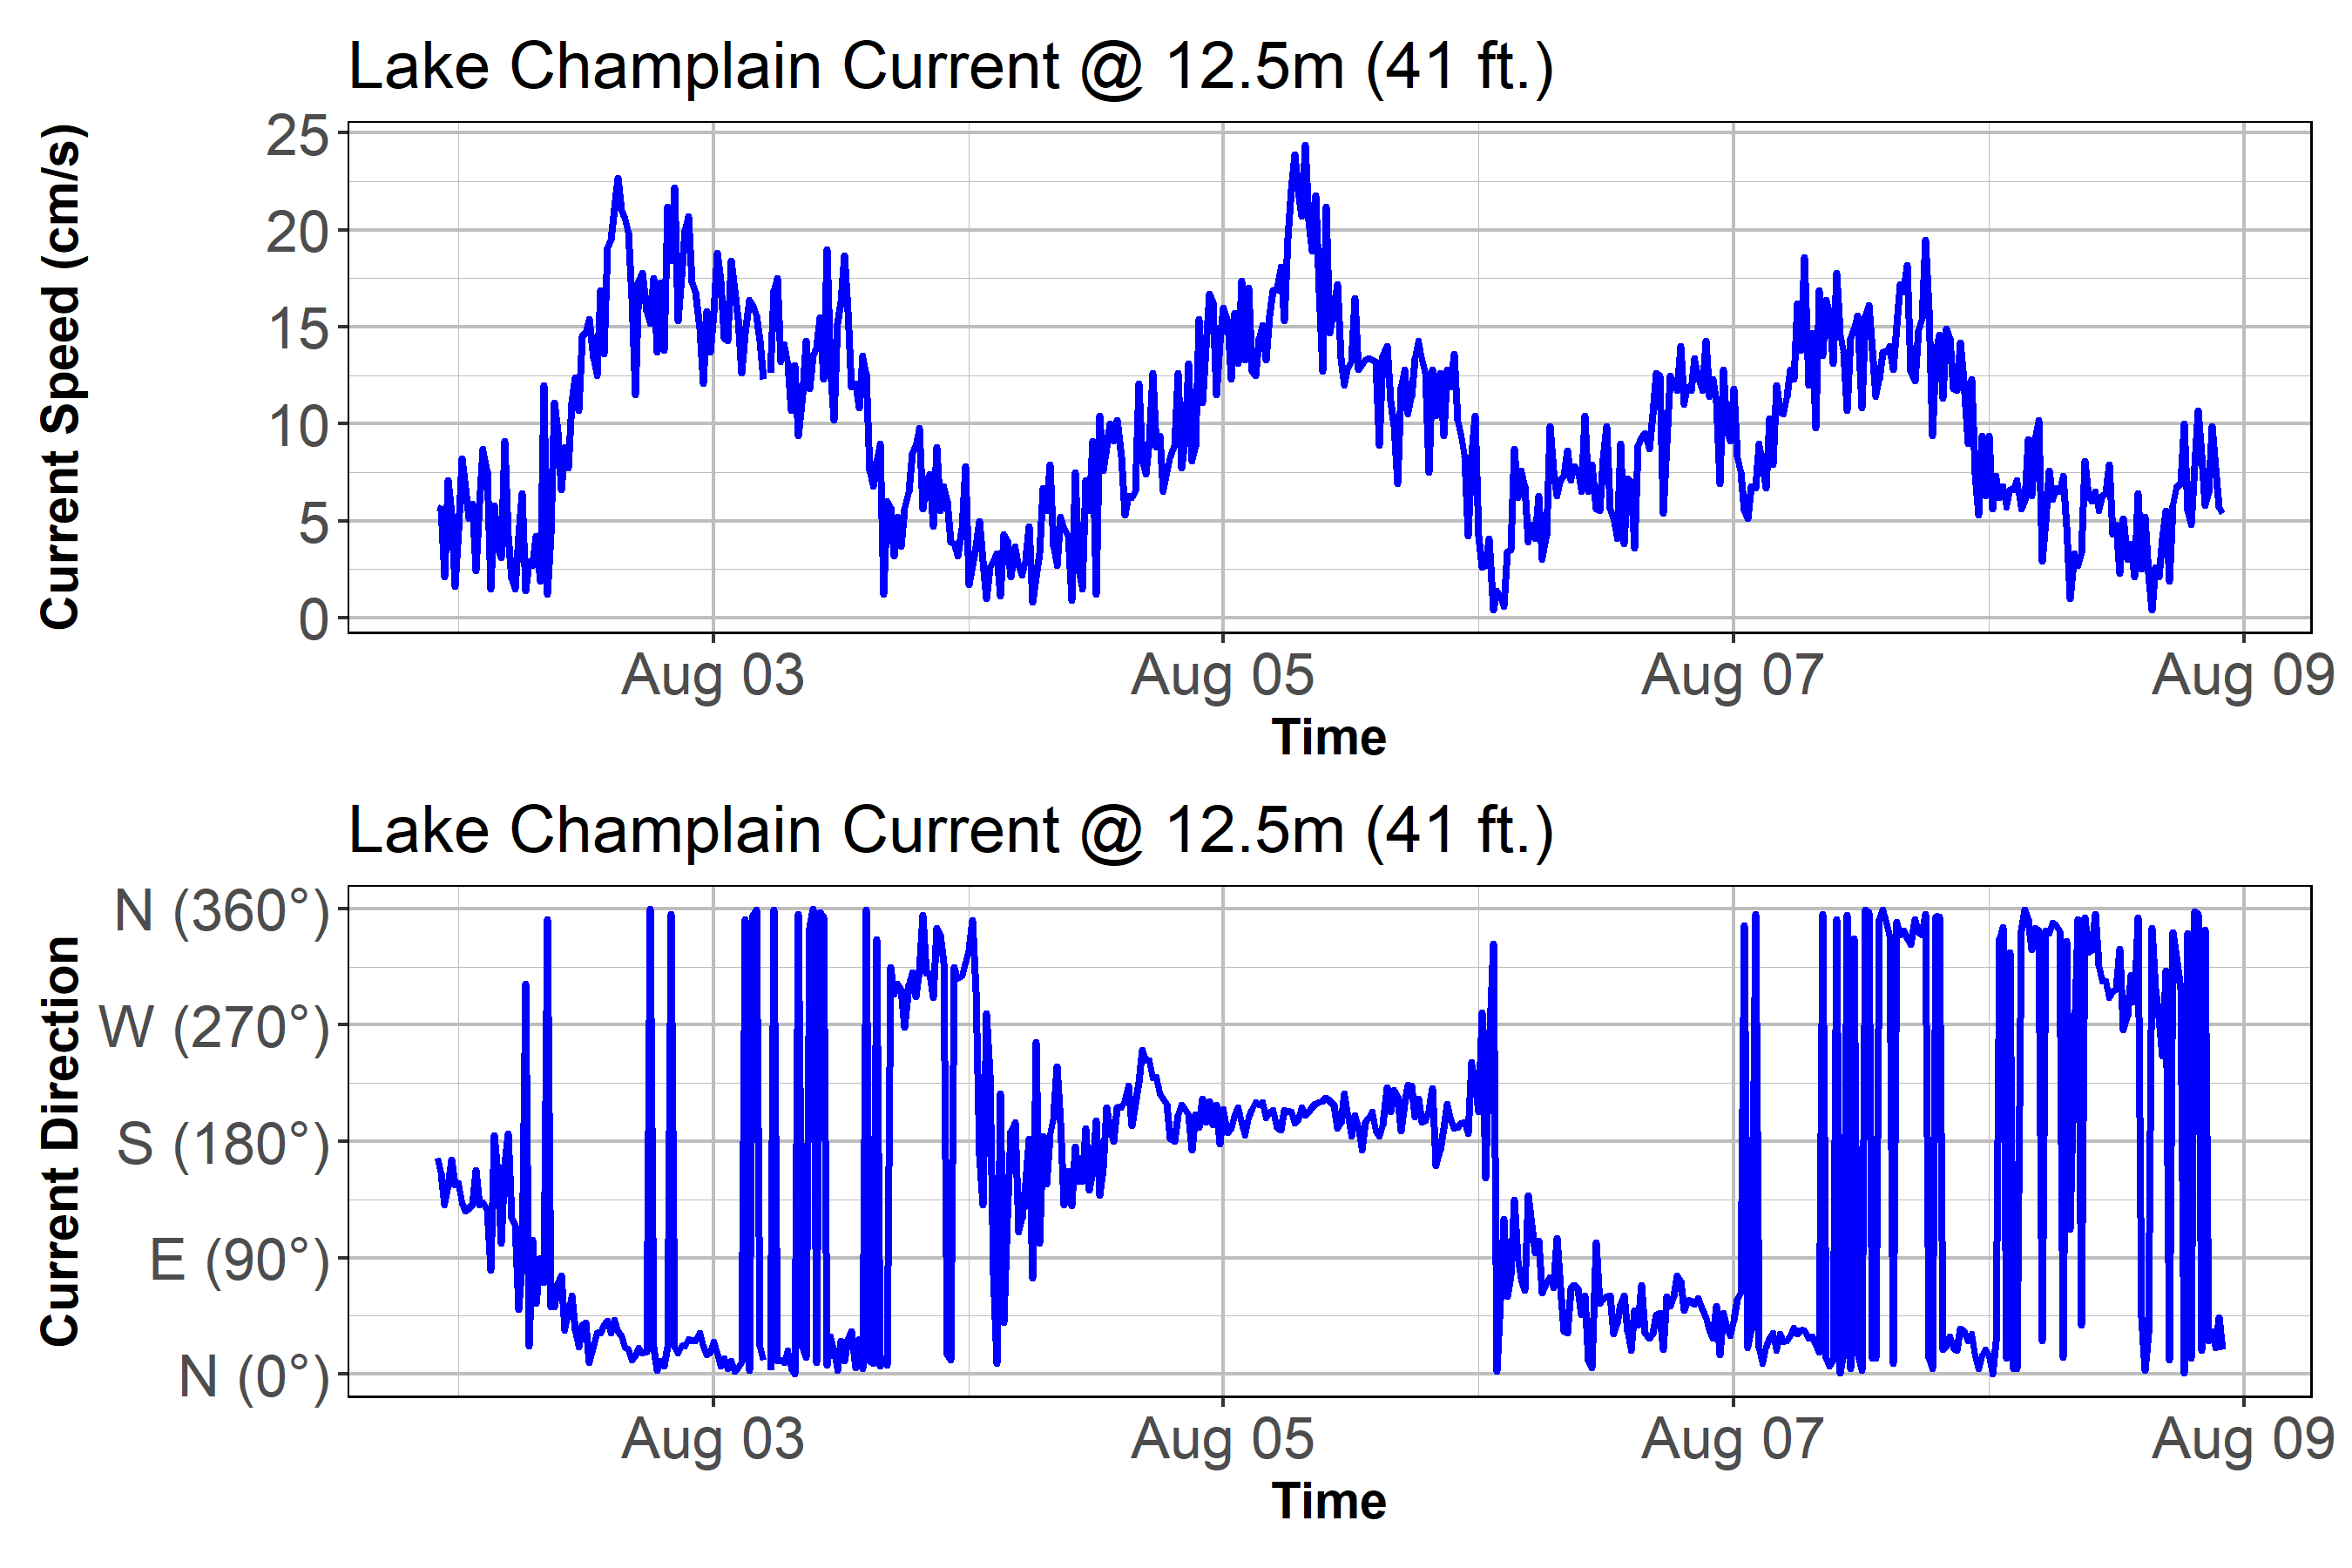 Lake Champlain Current @ 12.5m (41 ft.)
Current Speed (cm/s)
25
20
15
10
5
0
Aug 03 Aug 05 Aug 07 Aug 09
Time
Lake Champlain Current @ 12.5m (41 ft.)
Current Direction
N (360°)
W (270°)
S (180°)
E (90°)
N (0°)
Aug 03 Aug 05 Aug 07 Aug 09
Time